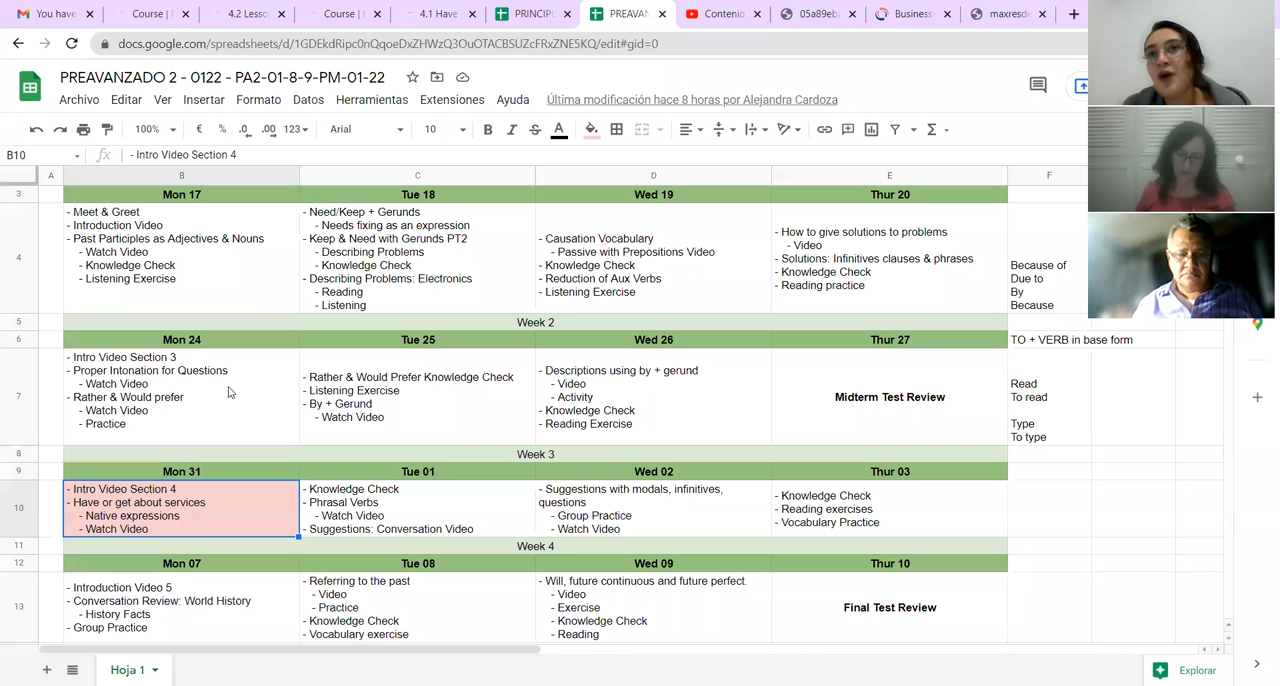 You have
Course |
4.2 Lesso
Course |
4.1 Have
PRINCIPI
PREAVAN
Contenio
05a89eb
Business-
maxresde
docs.google.com/spreadsheets/d/1GDEkdRipc0nQqoeDxZHWzQ3OuOTACBSUZcFRxZNE5KQ/edit#gid=0
PREAVANZADO 2 - 0122 - PA2-01-8-9-PM-01-22
Archivo Editar Ver Insertar Formato Datos Herramientas Extensiones Ayuda Última modificación hace 8 horas por Alejandra Cardoza
100% € % .0 .00 123 Arial 10 B I S A
B10 fx - Intro Video Section 4
A B C D E F
3 Mon 17 Tue 18 Wed 19 Thur 20
4
- Meet & Greet
- Introduction Video
- Past Participles as Adjectives & Nouns
- Watch Video
- Knowledge Check
- Listening Exercise
- Need/Keep + Gerunds
- Needs fixing as an expression
- Keep & Need with Gerunds PT2
- Describing Problems
- Knowledge Check
- Describing Problems: Electronics
- Reading
- Listening
- Causation Vocabulary
- Passive with Prepositions Video
- Knowledge Check
- Reduction of Aux Verbs
- Listening Exercise
- How to give solutions to problems
- Video
- Solutions: Infinitives clauses & phrases
- Knowledge Check
- Reading practice
Because of
Due to
By
Because
5 Week 2
6 Mon 24 Tue 25 Wed 26 Thur 27 TO + VERB in base form
7
- Intro Video Section 3
- Proper Intonation for Questions
- Watch Video
- Rather & Would prefer
- Watch Video
- Practice
- Rather & Would Prefer Knowledge Check
- Listening Exercise
- By + Gerund
- Watch Video
- Descriptions using by + gerund
- Video
- Activity
- Knowledge Check
- Reading Exercise
Midterm Test Review
Read
To read
Type
To type
8 Week 3
9 Mon 31 Tue 01 Wed 02 Thur 03
10
- Intro Video Section 4
- Have or get about services
- Native expressions
- Watch Video
- Knowledge Check
- Phrasal Verbs
- Watch Video
- Suggestions: Conversation Video
- Suggestions with modals, infinitives,
questions
- Group Practice
- Watch Video
- Knowledge Check
- Reading exercises
- Vocabulary Practice
11 Week 4
12 Mon 07 Tue 08 Wed 09 Thur 10
13
- Introduction Video 5
- Conversation Review: World History
- History Facts
- Group Practice
- Referring to the past
- Video
- Practice
- Knowledge Check
- Vocabulary exercise
- Will, future continuous and future perfect.
- Video
- Exercise
- Knowledge Check
- Reading
Final Test Review
Hoja 1
Explorar